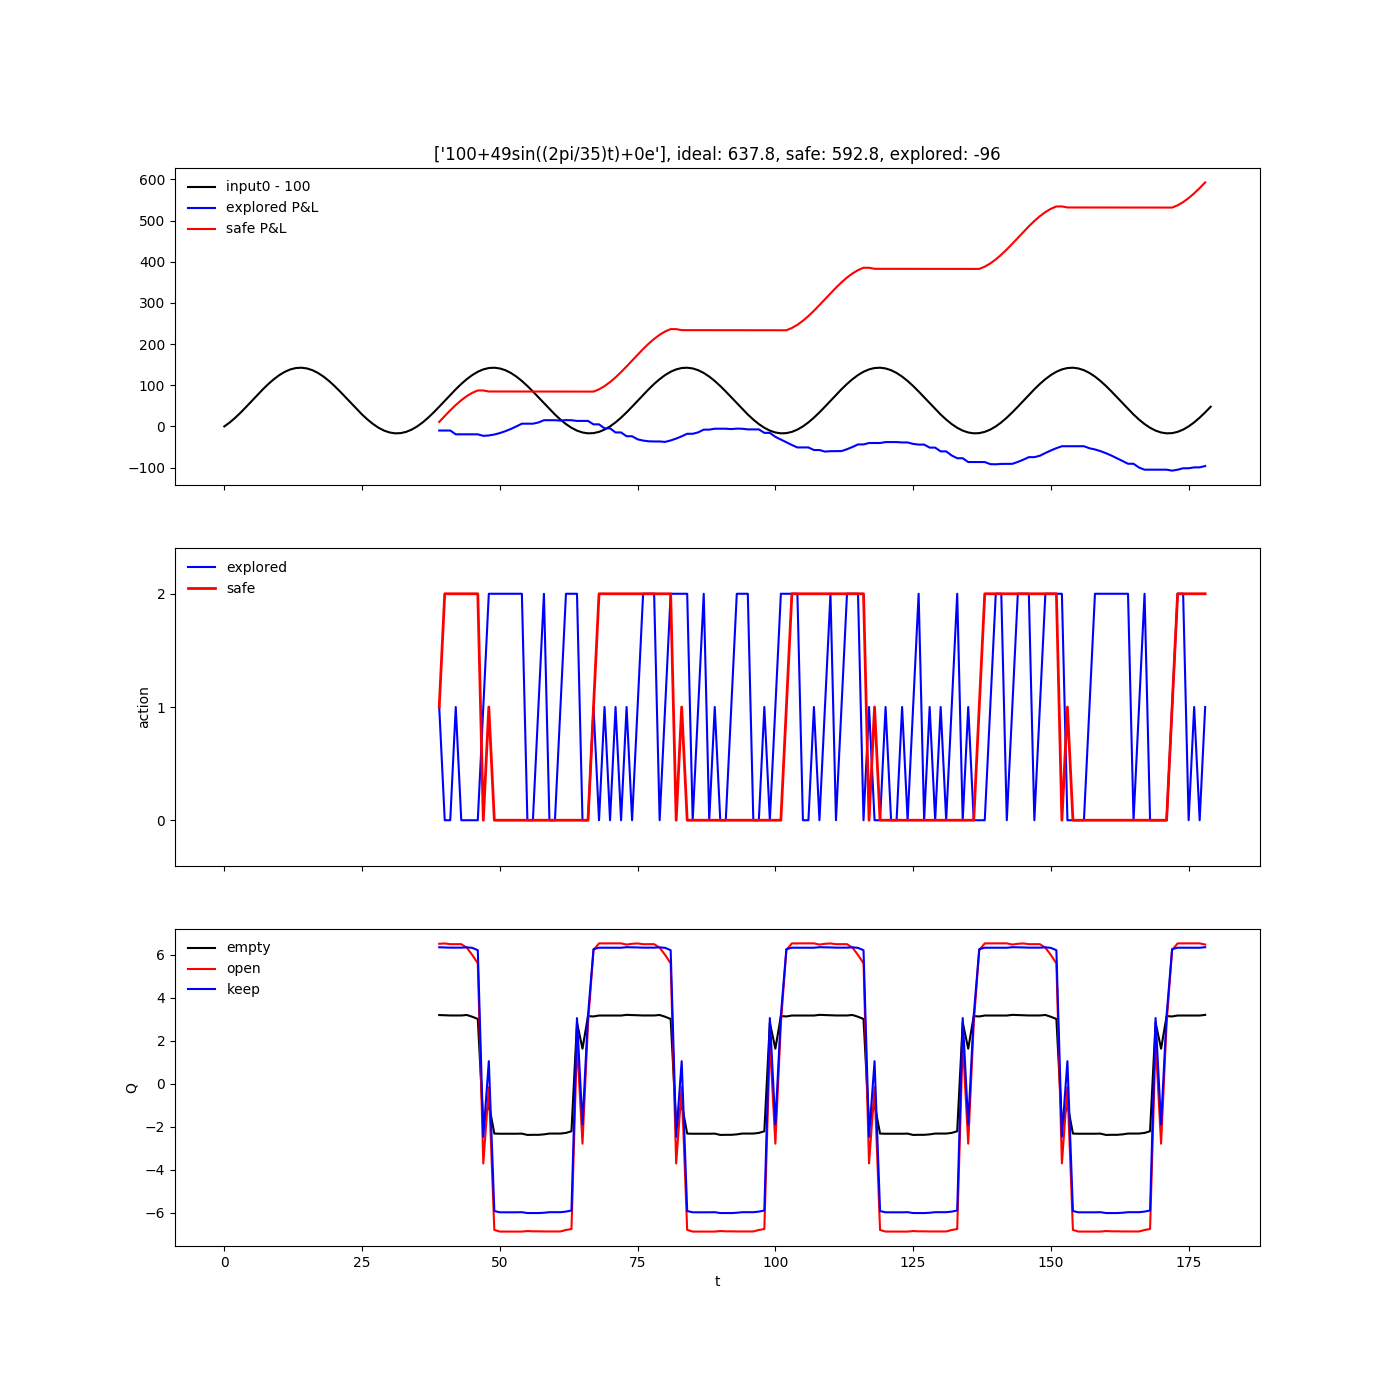 ['100+49sin((2pi/35)t)+0e'], ideal: 637.8, safe: 592.8, explored: -96
600
500
400
300
200
100
0
−100
input0 - 100
explored P&L
safe P&L
action
2
1
0
explored
safe
Q
6
4
2
0
−2
−4
−6
empty
open
keep
0 25 50 75 100 125 150 175
t